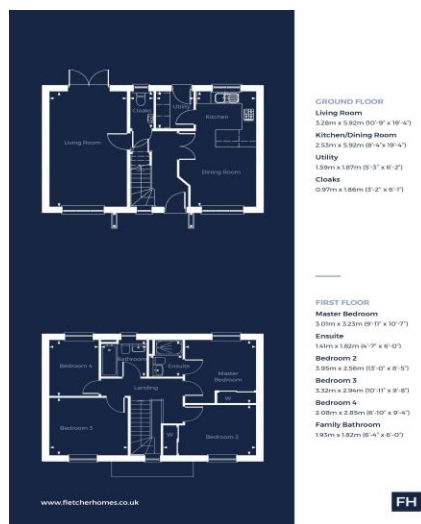 Cloaks
Utility
Kitchen
Living Room
Dining Room
GROUND FLOOR
Living Room
3.26m x 5.92m (10'-9" x 19'-4")
Kitchen/Dining Room
2.53m x 5.92m (8'-4" x 19'-4")
Utility
1.59m x 1.87m (5'-3" x 6'-2")
Cloaks
0.97m x 1.86m (3'-2" x 6'-1")
Bathroom
Bedroom 4
Ensuite
Master
Bedroom
Landing
W
Bedroom 3
W
Bedroom 2
FIRST FLOOR
Master Bedroom
3.01m x 3.23m (9'-11" x 10'-7")
Ensuite
1.41m x 1.82m (4'-7" x 6'-0")
Bedroom 2
3.95m x 2.56m (13'-0" x 8'-5")
Bedroom 3
3.32m x 2.94m (10'-11" x 9'-8")
Bedroom 4
2.08m x 2.85m (6'-10" x 9'-4")
Family Bathroom
1.93m x 1.82m (6'-4" x 6'-0")
www.fletcherhomes.co.uk
FH